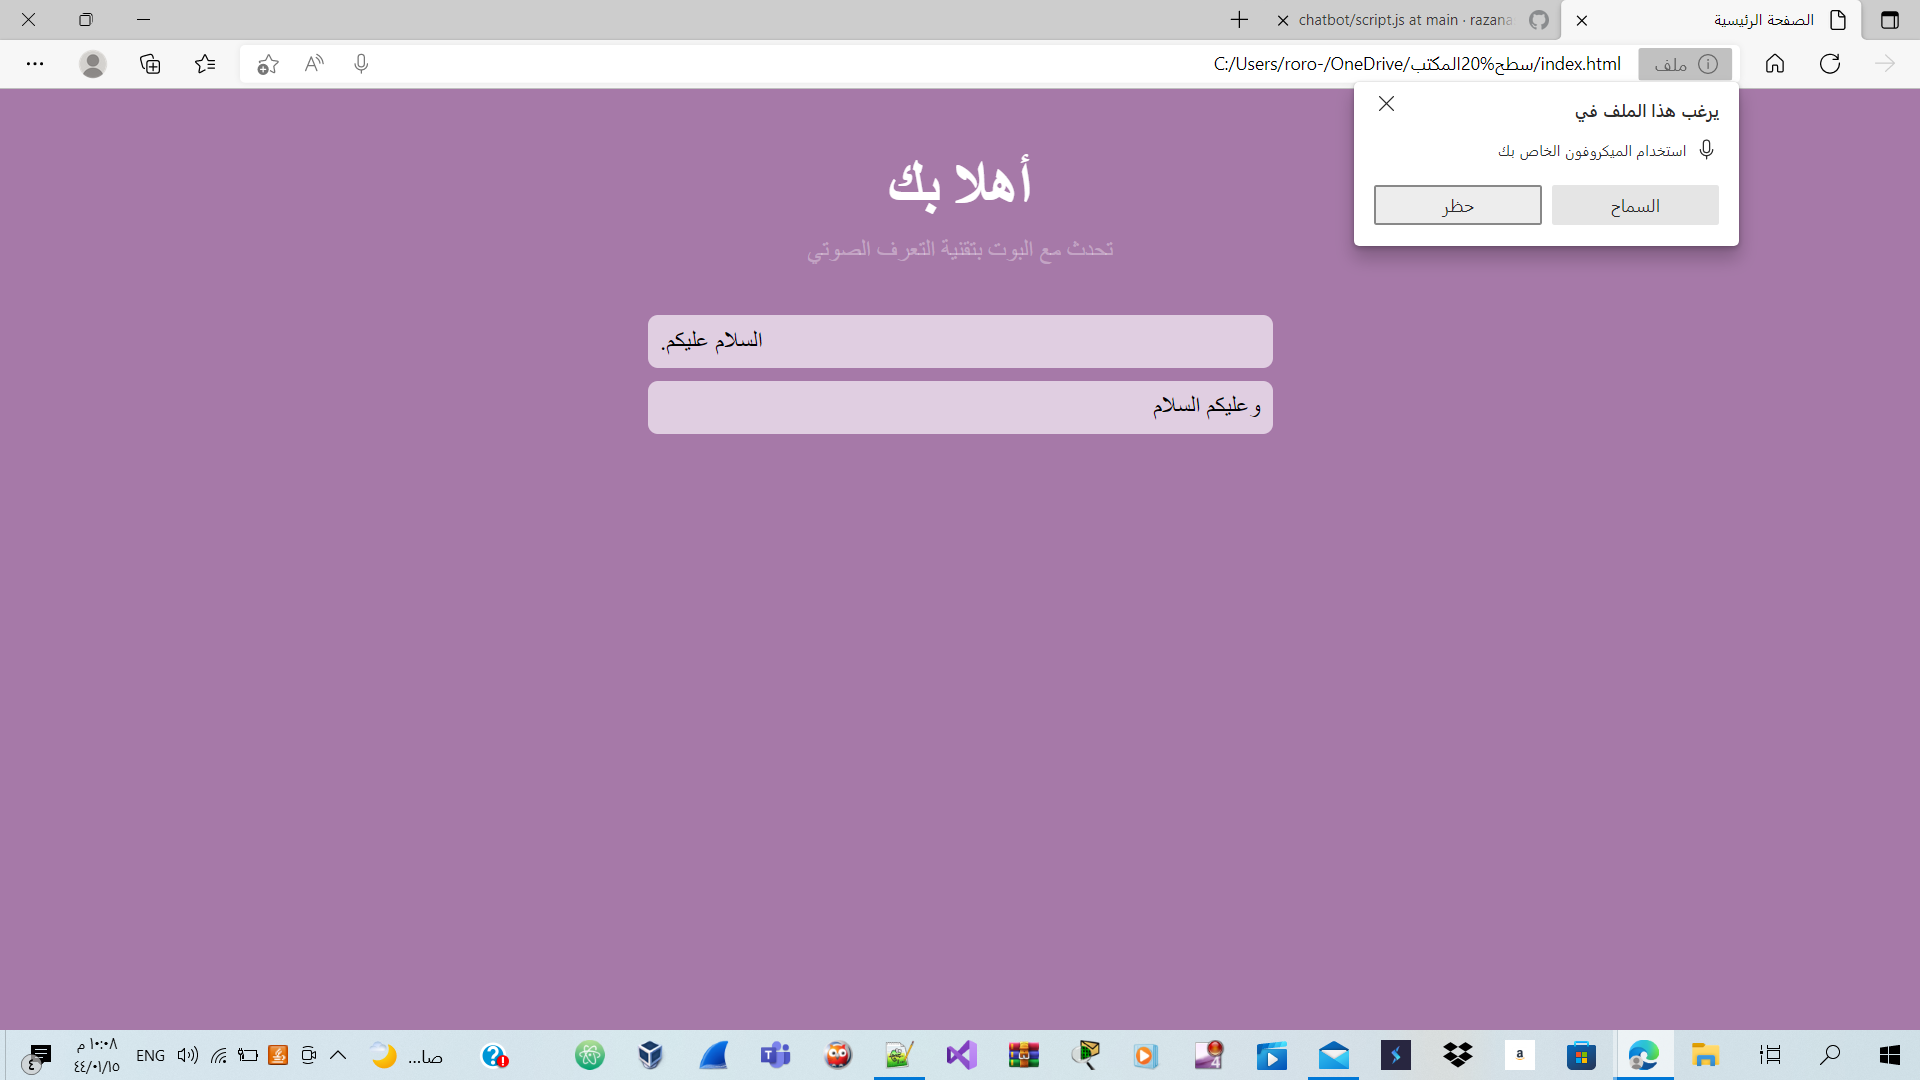 الصفحة الرئيسية
chatbot/script.js at main · razana
ملف
C:/Users/roro-/OneDrive/سطح%20المكتب/index.html
يرغب هذا الملف في
استخدام الميكروفون الخاص بك
السماح
حظر
أهلا بك
تحدث مع البوت بتقنية التعرف الصوتي
السلام عليكم.
وعليكم السلام
صا...
ENG
١٠:٠٨ م
٤٤/٠١/١٥
٤